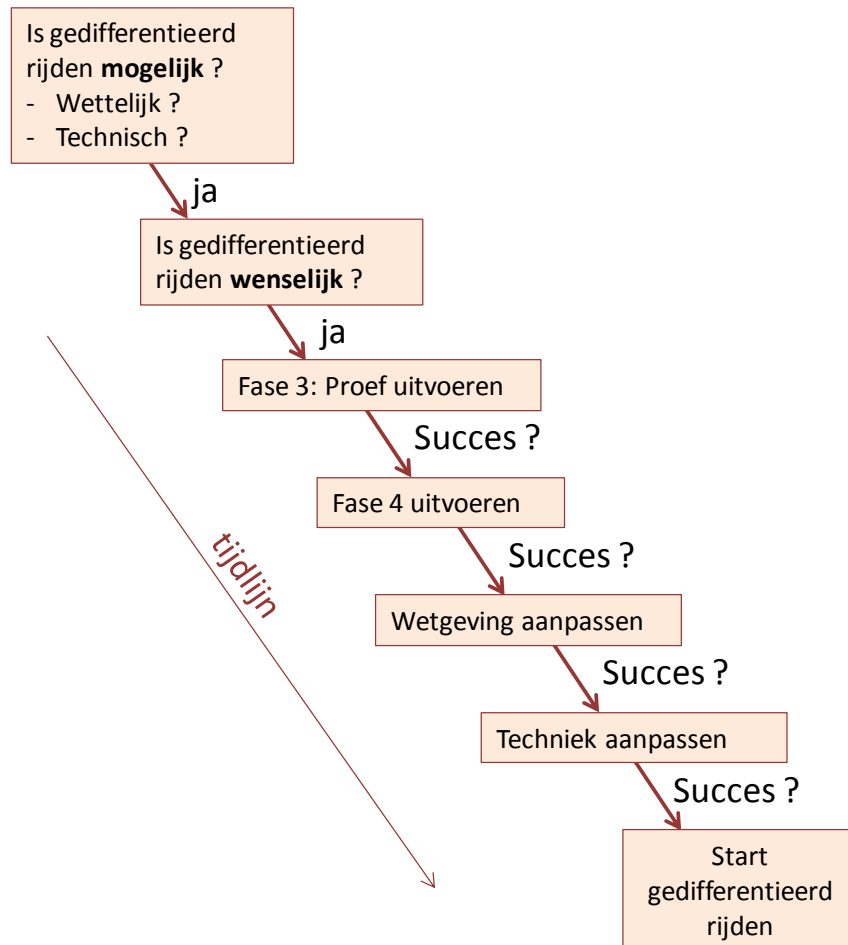 Is gedifferentieerd
rijden mogelijk ?
- Wettelijk ?
- Technisch ?
ja
Is gedifferentieerd
rijden wenselijk ?
ja
Fase 3: Proef uitvoeren
Succes ?
Fase 4 uitvoeren
Succes ?
tijdlijn
Wetgeving aanpassen
Succes ?
Techniek aanpassen
Succes ?
Start
gedifferentieerd
rijden